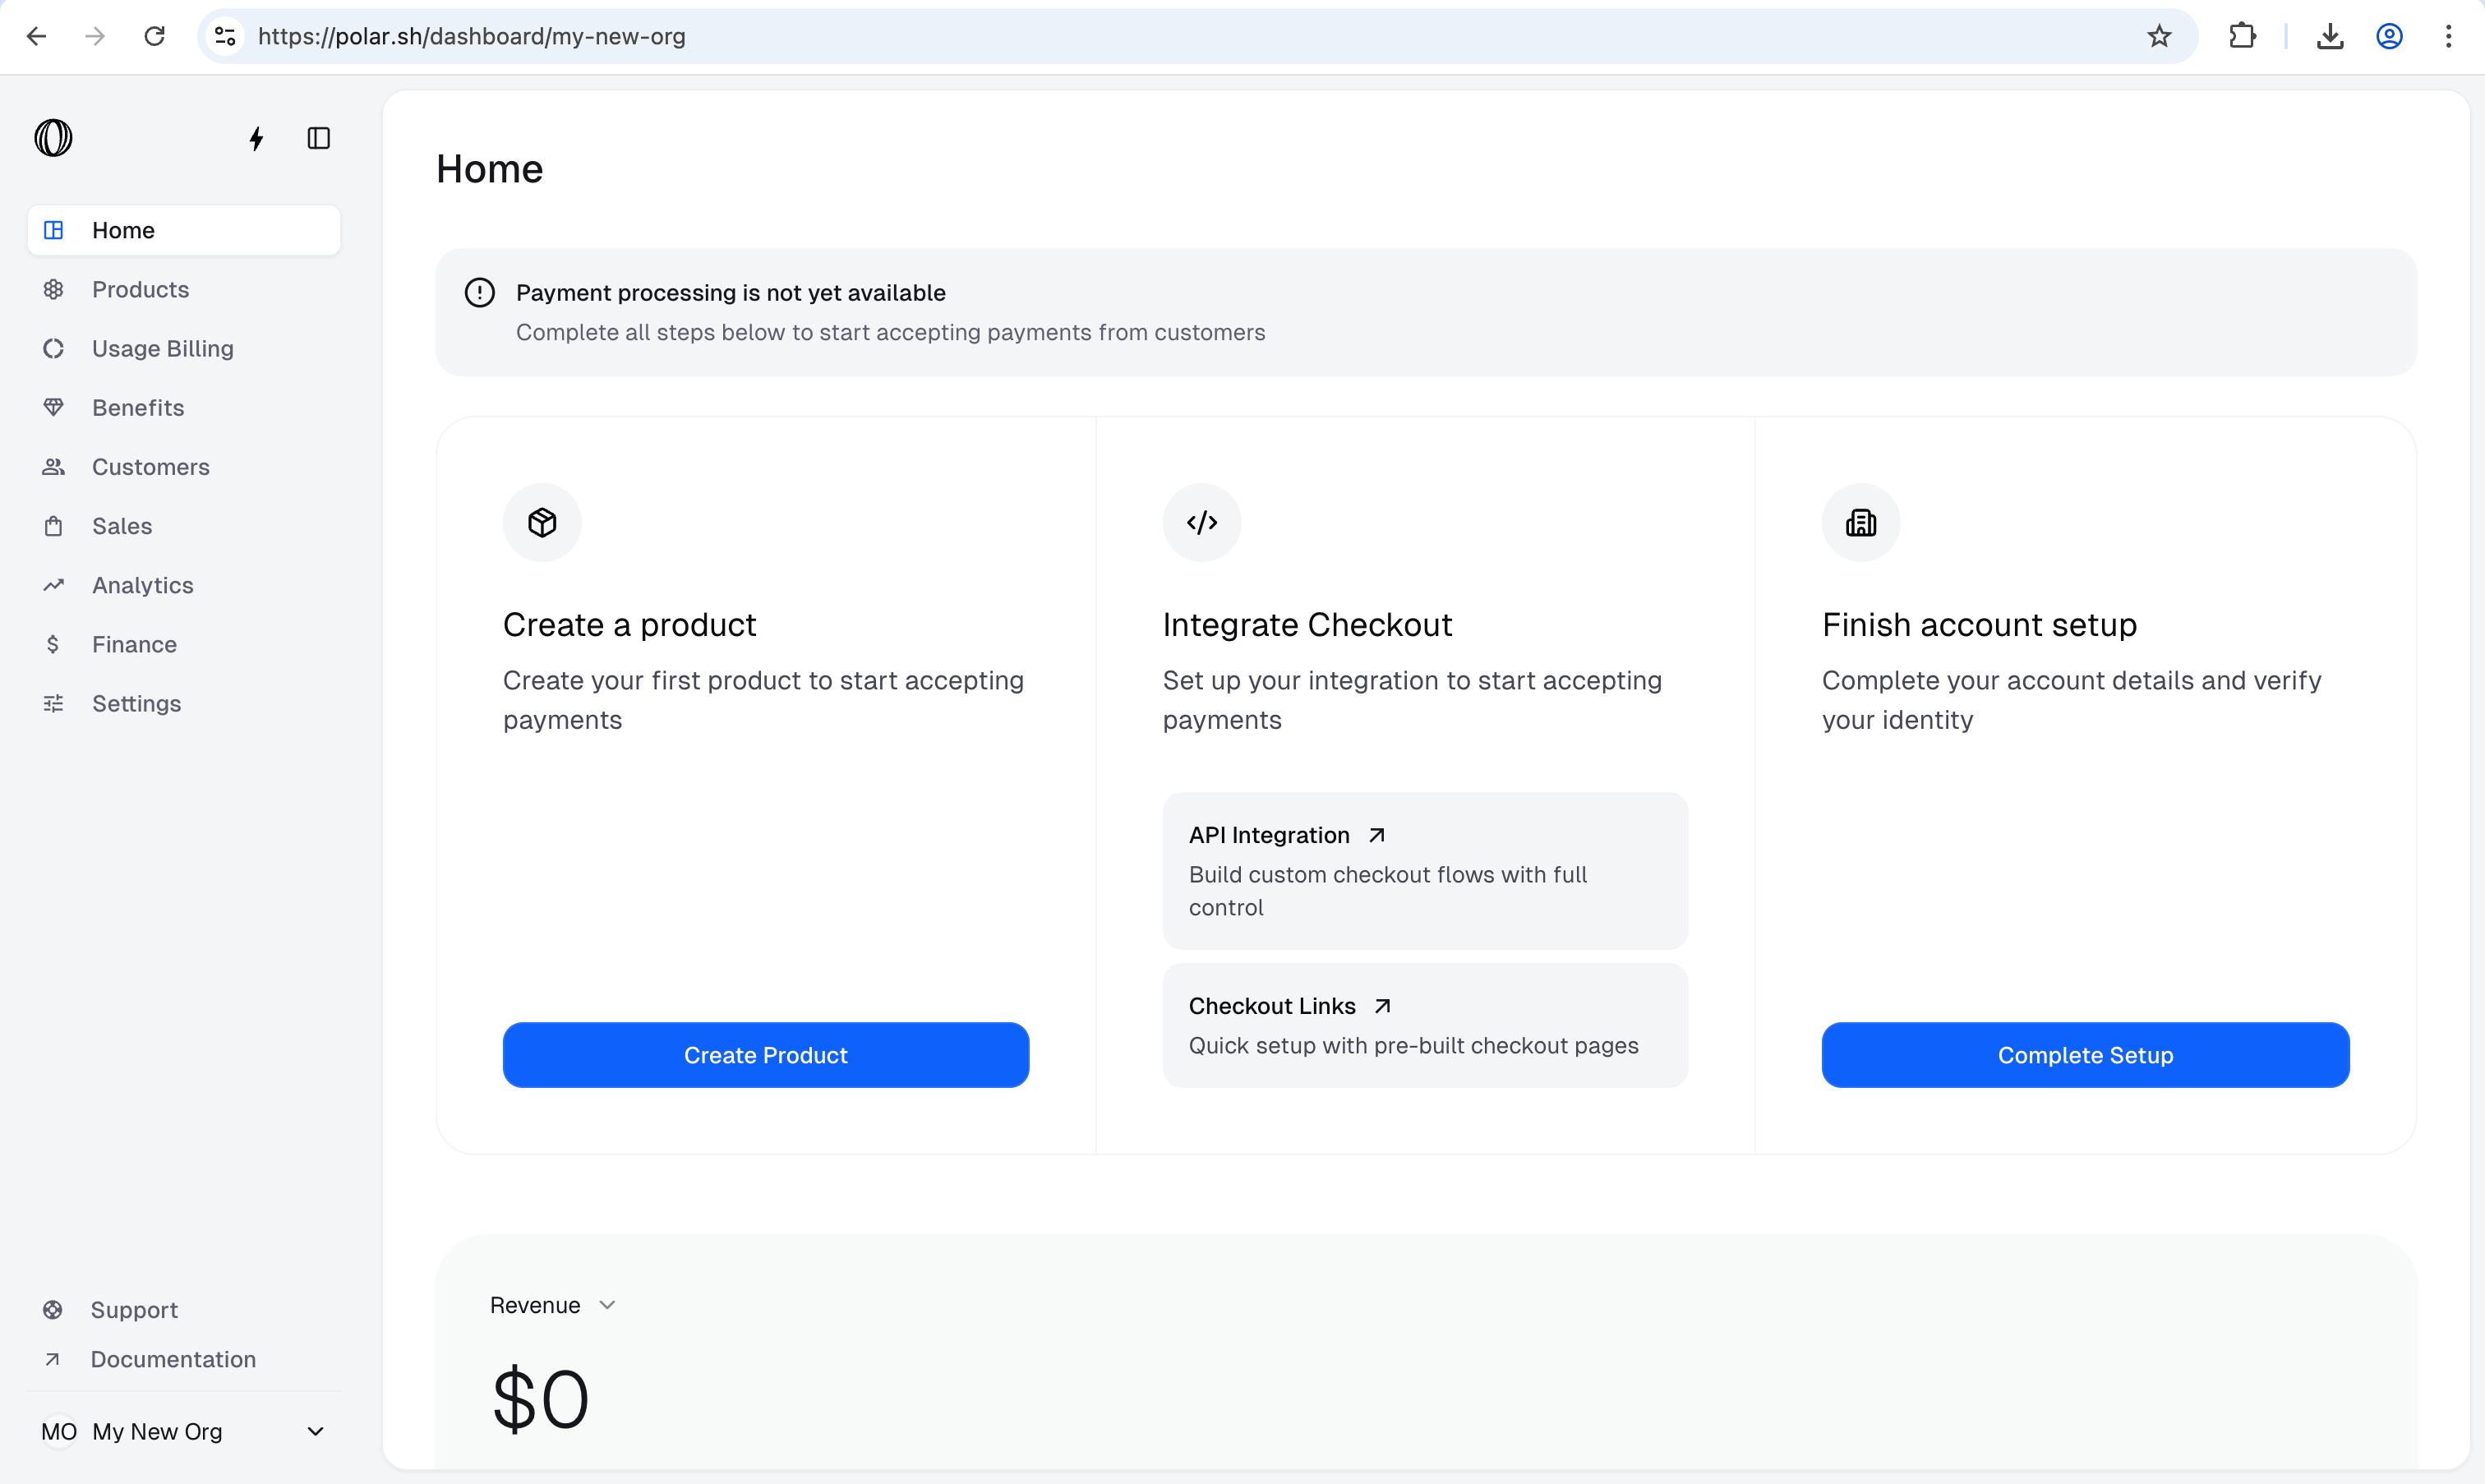 https://polar.sh/dashboard/my-new-org
Home
Products
Usage Billing
Benefits
Customers
Sales
Analytics
Finance
Settings
Support
Documentation
MO My New Org
Home
Payment processing is not yet available
Complete all steps below to start accepting payments from customers
Create a product
Create your first product to start accepting
payments
Create Product
Integrate Checkout
Set up your integration to start accepting
payments
API Integration
Build custom checkout flows with full
control
Checkout Links
Quick setup with pre-built checkout pages
Finish account setup
Complete your account details and verify
your identity
Complete Setup
Revenue
$0